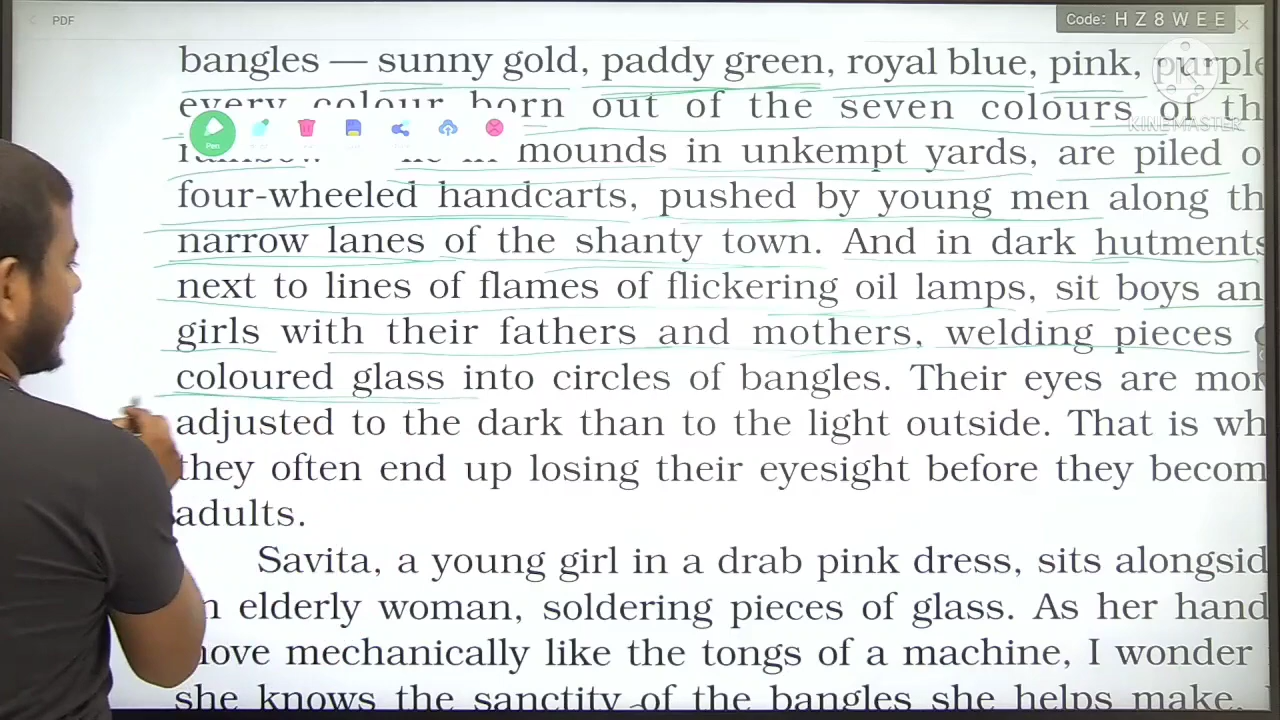 PDF
Code: H Z 8 W E E
bangles — sunny gold, paddy green, royal blue, pink, purple
KINEMASTER
every colour born out of the seven colours of th
Pen
mounds in unkempt yards, are piled o
four-wheeled handcarts, pushed by young men along th
narrow lanes of the shanty town. And in dark hutments
next to lines of flames of flickering oil lamps, sit boys an
girls with their fathers and mothers, welding pieces
coloured glass into circles of bangles. Their eyes are mor
adjusted to the dark than to the light outside. That is wh
they often end up losing their eyesight before they becom
adults.
Savita, a young girl in a drab pink dress, sits alongsid
n elderly woman, soldering pieces of glass. As her hand
move mechanically like the tongs of a machine, I wonder
she knows the sanctity of the bangles she helps make.